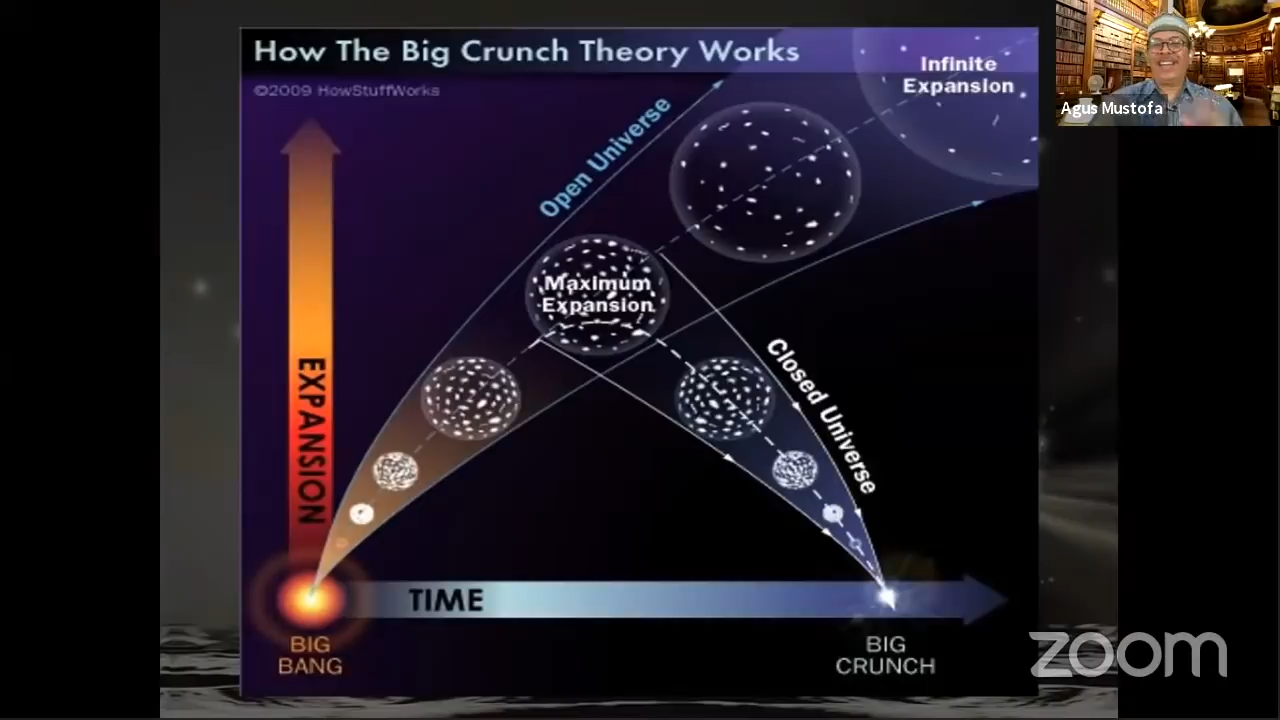 How The Big Crunch Theory Works
©2009 HowStuffWorks
Infinite
Expansion
Agus Mustofa
Open Universe
Maximum
Expansion
Closed Universe
EXPANSION
TIME
BIG
BANG
BIG
CRUNCH
zoom